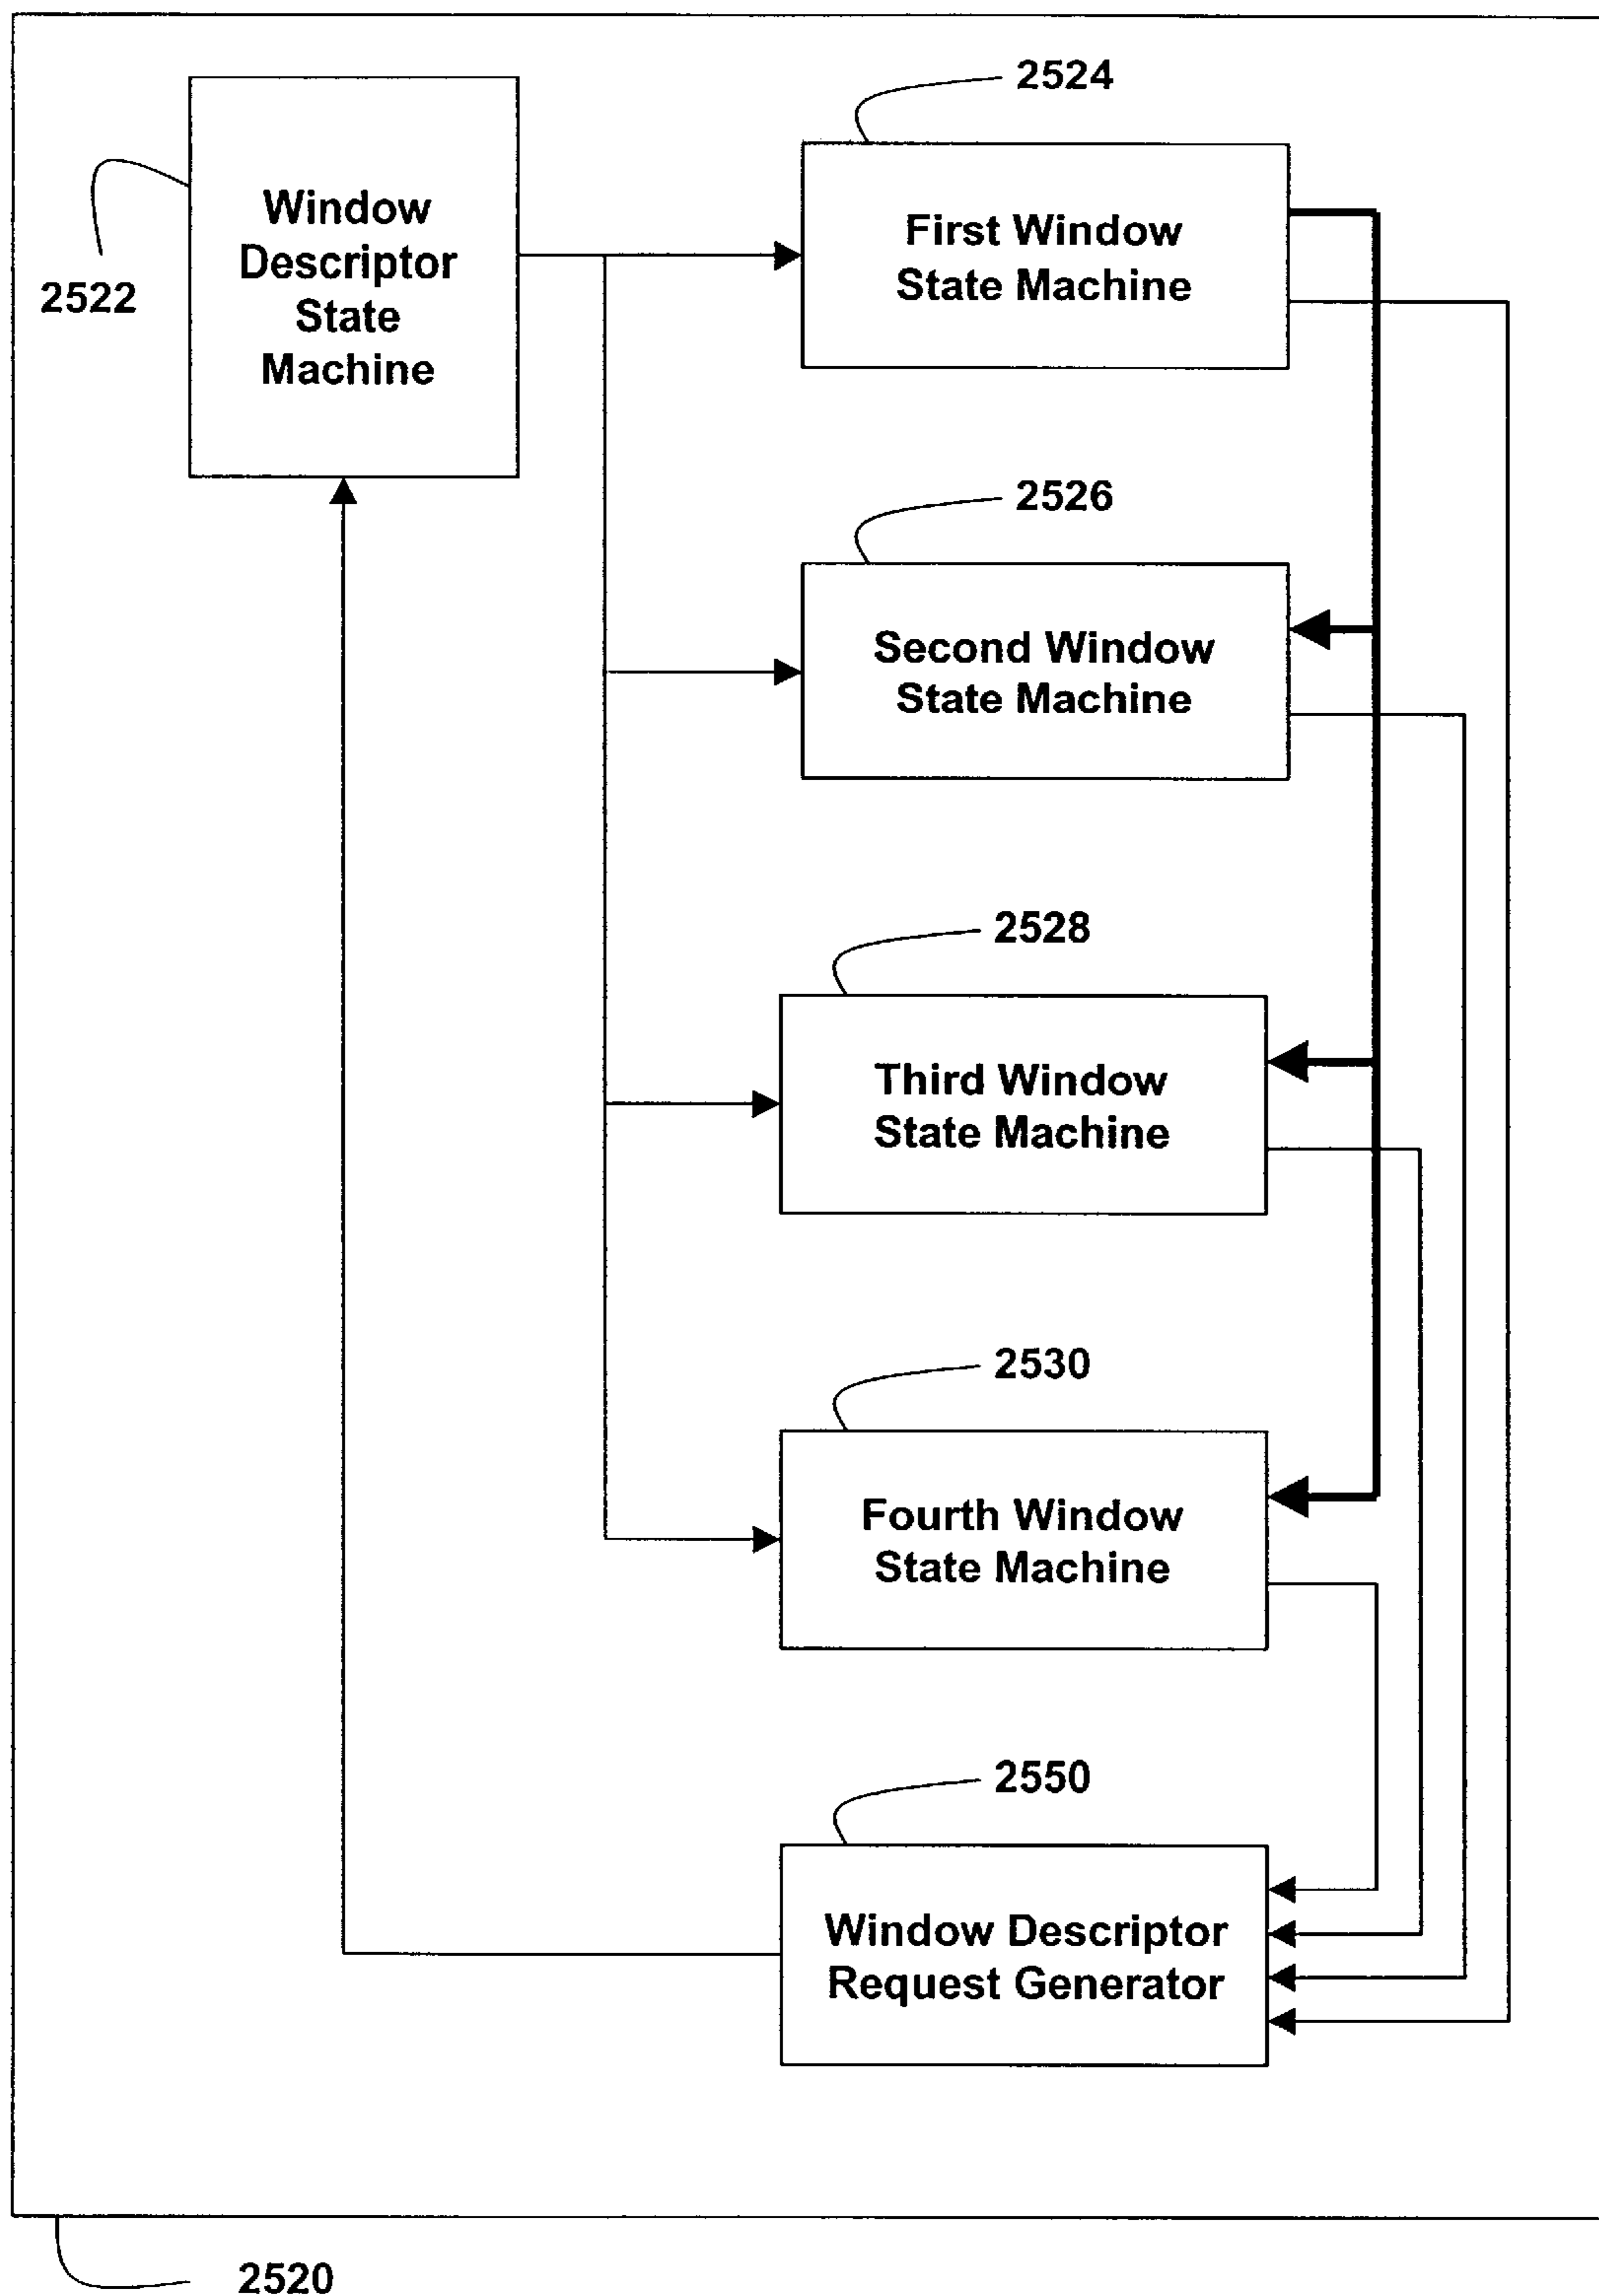 2524
Window
Descriptor
State
Machine
2522
First Window
State Machine
2526
Second Window
State Machine
2528
Third Window
State Machine
2530
Fourth Window
State Machine
2550
Window Descriptor
Request Generator
2520